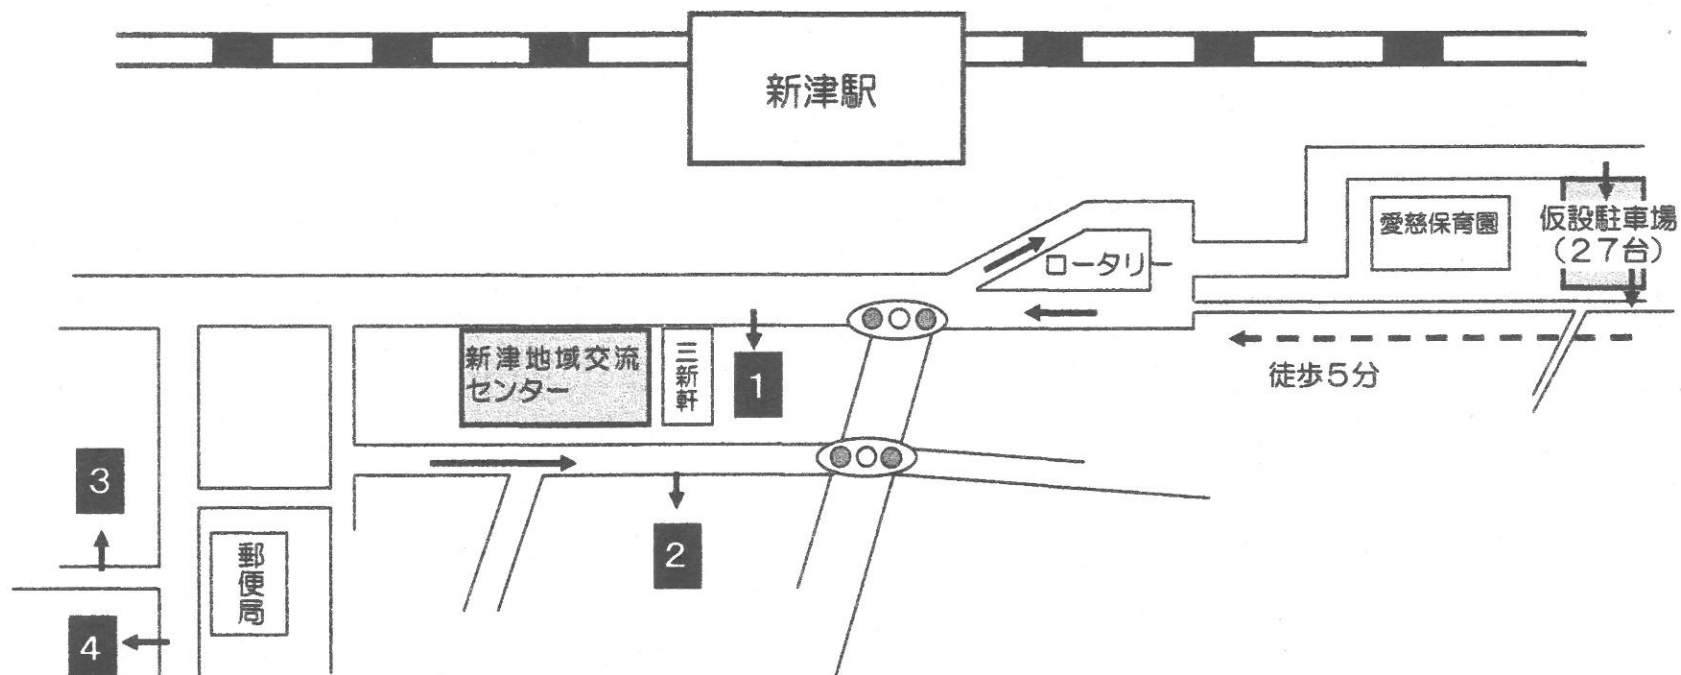 新津駅
愛慈保育園
仮設駐車場
(27台)
ロータリー
徒歩5分
新津地域交流
センター
三新軒
1
2
3
4
郵便局